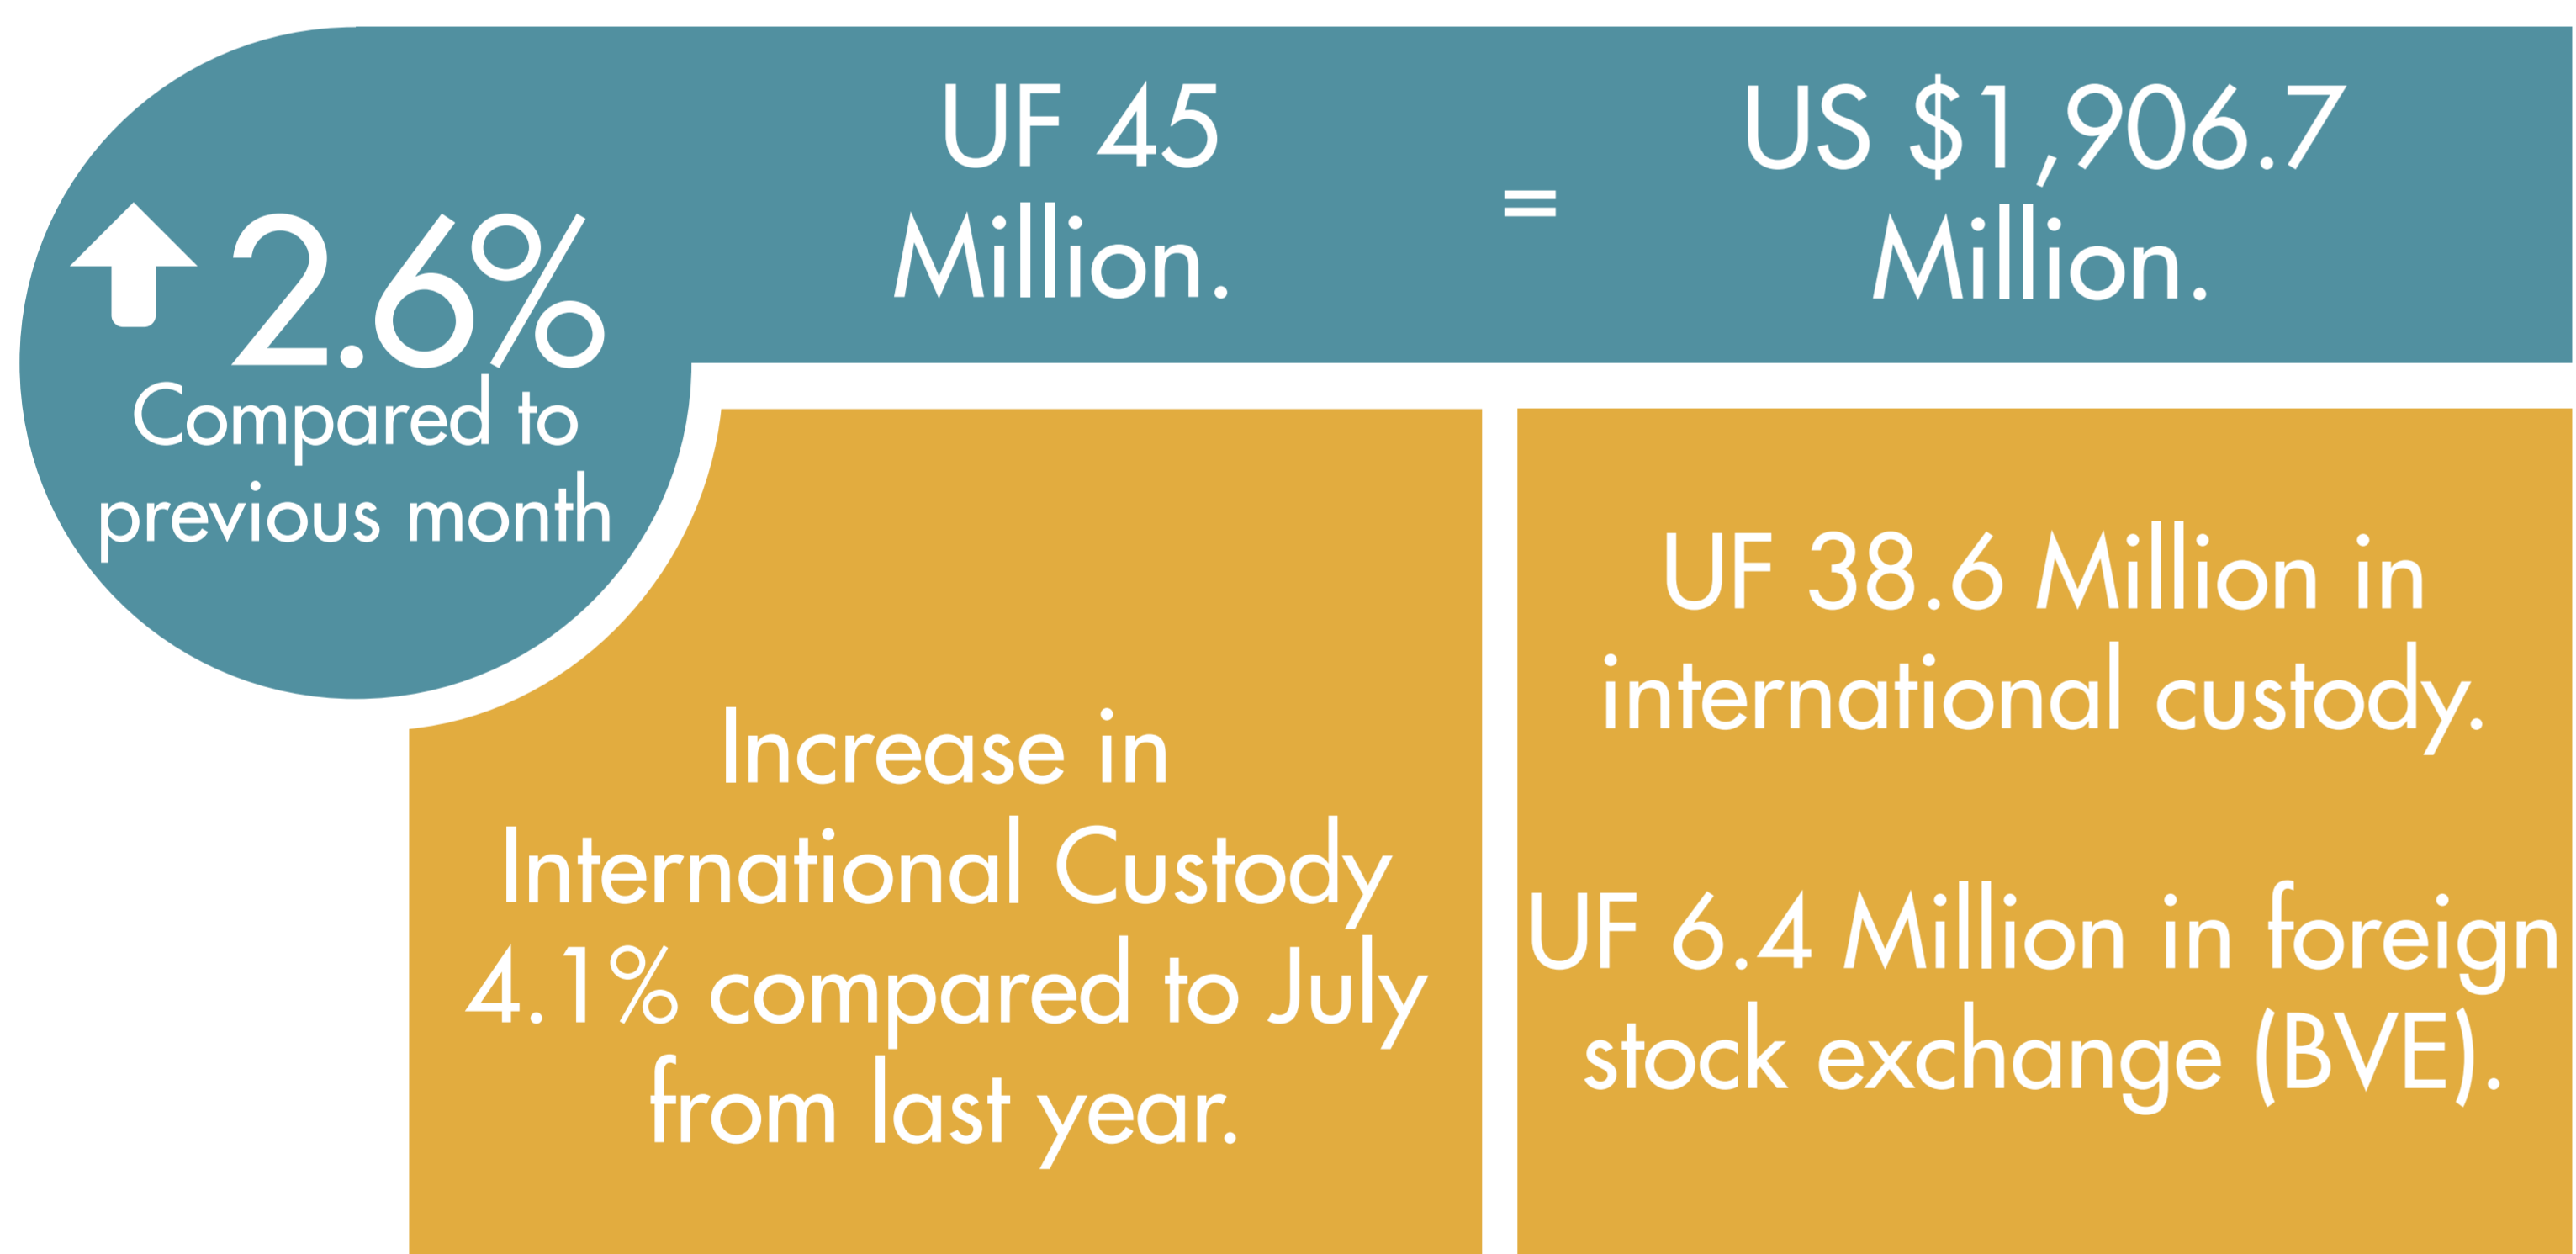 2.6%
Compared to
previous month
UF 45
Million.
=
US $1,906.7
Million.
Increase in
International Custody
4.1% compared to July
from last year.
UF 38.6 Million in
international custody.
UF 6.4 Million in foreign
stock exchange (BVE).